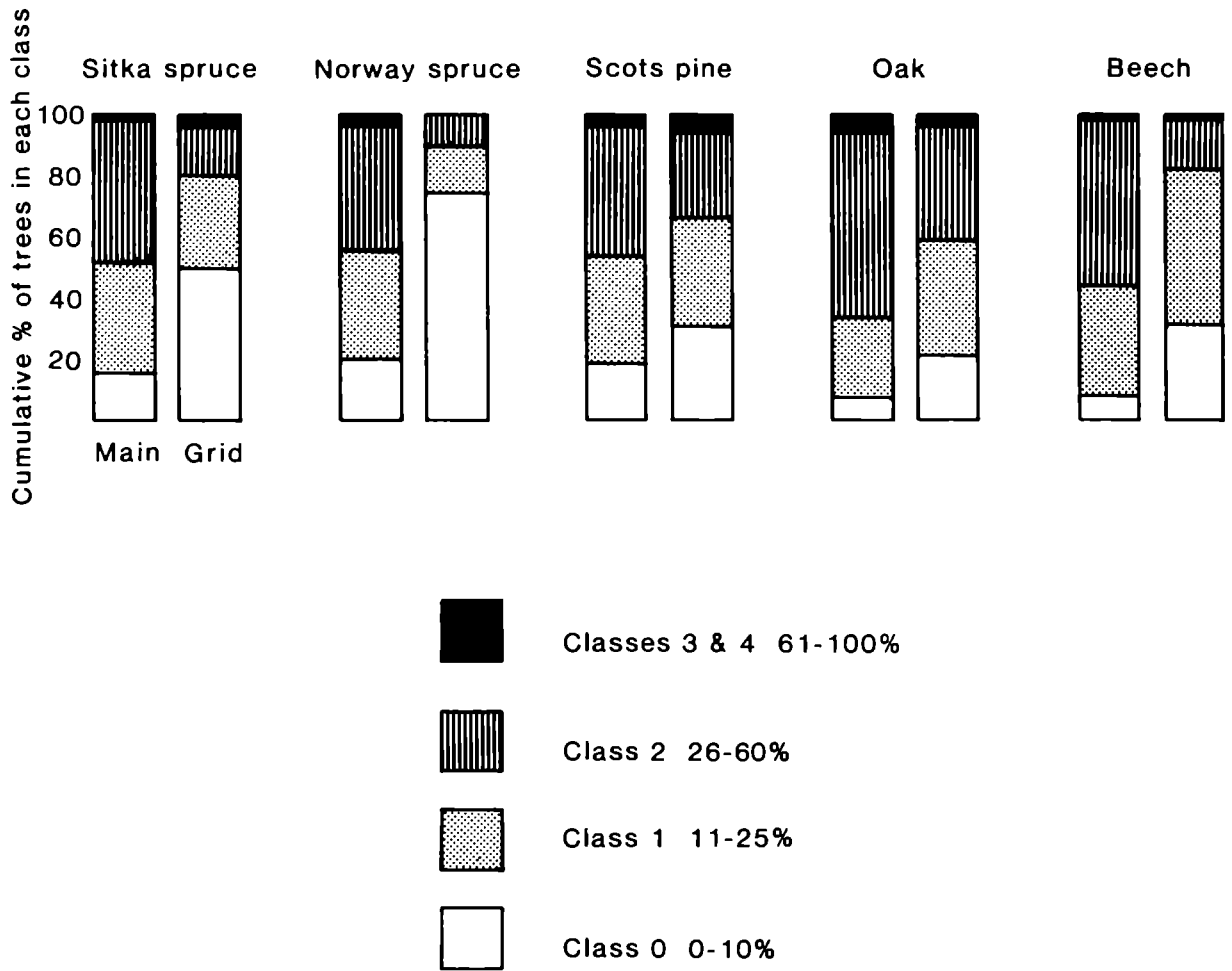 Cumulative % of trees in each class
Sitka spruce Norway spruce Scots pine Oak Beech
100
80
60
40
20
Main Grid
Classes 3 & 4 61-100%
Class 2 26-60%
Class 1 11-25%
Class 0 0-10%